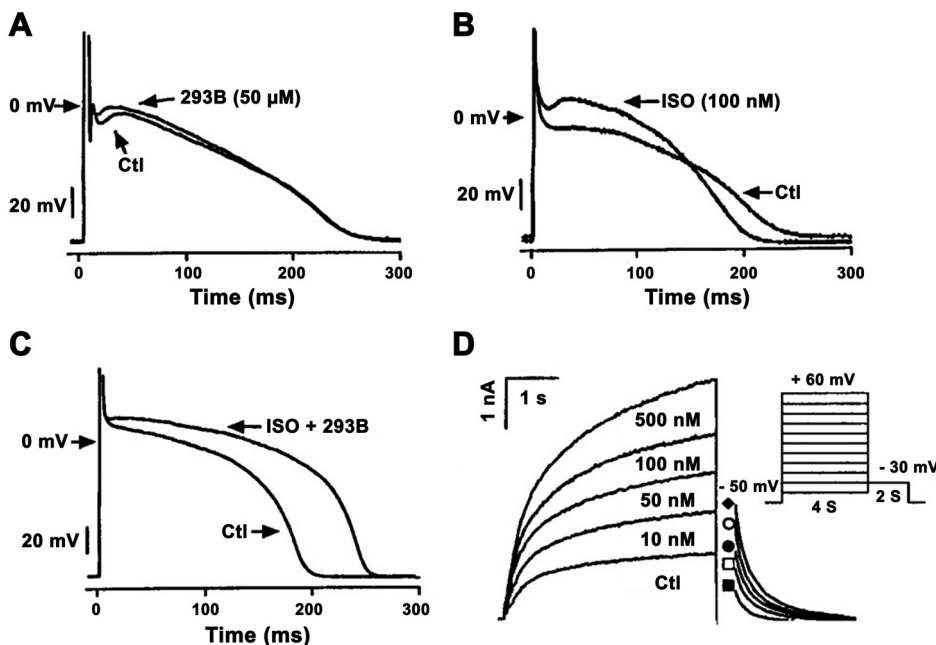 A
0 mV
293B (50 µM)
Ctl
20 mV
0
100
200
300
Time (ms)
B
0 mV
ISO (100 nM)
Ctl
20 mV
0
100
200
300
Time (ms)
C
0 mV
ISO + 293B
Ctl
20 mV
0
100
200
300
Time (ms)
D
1 nA
1 s
500 nM
100 nM
50 nM
10 nM
Ctl
+ 60 mV
- 30 mV
- 50 mV
4 S
2 S